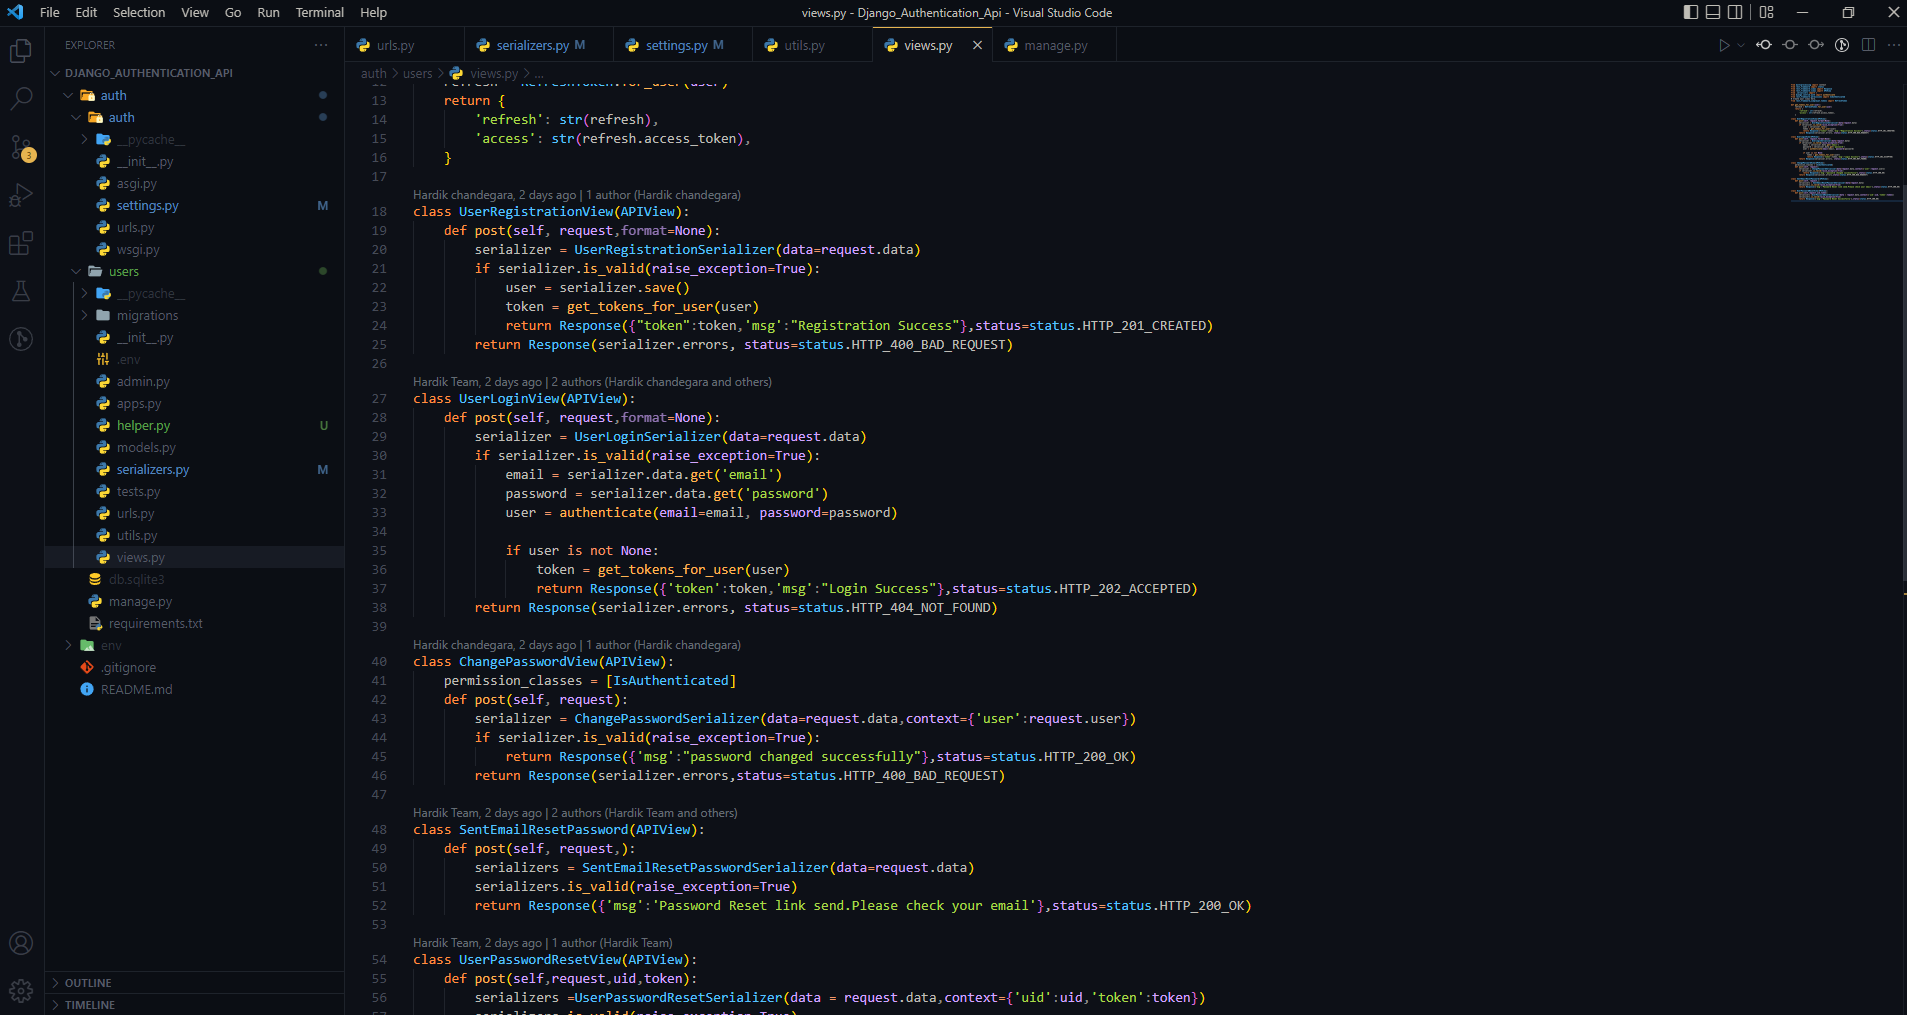 File Edit Selection View Go Run Terminal Help
views.py - Django_Authentication_Api - Visual Studio Code
EXPLORER
urls.py
serializers.py M
settings.py M
utils.py
views.py
manage.py
auth > users > views.py > ...
DJANGO_AUTHENTICATION_API
auth
auth
__pycache__
__init__.py
asgi.py
settings.py M
urls.py
wsgi.py
users
__pycache__
migrations
__init__.py
.env
admin.py
apps.py
helper.py U
models.py
serializers.py M
tests.py
urls.py
utils.py
views.py
db.sqlite3
manage.py
requirements.txt
env
.gitignore
README.md
OUTLINE
TIMELINE
3
12 refresh = RefreshToken.for_user(user)
13 return {
14 'refresh': str(refresh),
15 'access': str(refresh.access_token),
16 }
17
Hardik chandegara, 2 days ago | 1 author (Hardik chandegara)
18 class UserRegistrationView(APIView):
19 def post(self, request,format=None):
20 serializer = UserRegistrationSerializer(data=request.data)
21 if serializer.is_valid(raise_exception=True):
22 user = serializer.save()
23 token = get_tokens_for_user(user)
24 return Response({"token":token,'msg':"Registration Success"},status=status.HTTP_201_CREATED)
25 return Response(serializer.errors, status=status.HTTP_400_BAD_REQUEST)
26
Hardik Team, 2 days ago | 2 authors (Hardik chandegara and others)
27 class UserLoginView(APIView):
28 def post(self, request,format=None):
29 serializer = UserLoginSerializer(data=request.data)
30 if serializer.is_valid(raise_exception=True):
31 email = serializer.data.get('email')
32 password = serializer.data.get('password')
33 user = authenticate(email=email, password=password)
34
35 if user is not None:
36 token = get_tokens_for_user(user)
37 return Response({'token':token,'msg':"Login Success"},status=status.HTTP_202_ACCEPTED)
38 return Response(serializer.errors, status=status.HTTP_404_NOT_FOUND)
39
Hardik chandegara, 2 days ago | 1 author (Hardik chandegara)
40 class ChangePasswordView(APIView):
41 permission_classes = [IsAuthenticated]
42 def post(self, request):
43 serializer = ChangePasswordSerializer(data=request.data,context={'user':request.user})
44 if serializer.is_valid(raise_exception=True):
45 return Response({'msg':"password changed successfully"},status=status.HTTP_200_OK)
46 return Response(serializer.errors,status=status.HTTP_400_BAD_REQUEST)
47
Hardik Team, 2 days ago | 2 authors (Hardik Team and others)
48 class SentEmailResetPassword(APIView):
49 def post(self, request,):
50 serializers = SentEmailResetPasswordSerializer(data=request.data)
51 serializers.is_valid(raise_exception=True)
52 return Response({'msg':'Password Reset link send.Please check your email'},status=status.HTTP_200_OK)
53
Hardik Team, 2 days ago | 1 author (Hardik Team)
54 class UserPasswordResetView(APIView):
55 def post(self,request,uid,token):
56 serializers =UserPasswordResetSerializer(data = request.data,context={'uid':uid,'token':token})
57 serializers.is_valid(raise_exception=True)